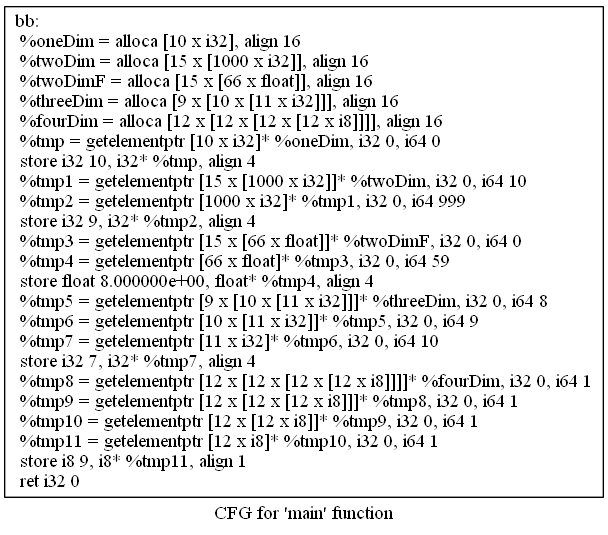 bb:
%oneDim = alloca [10 x i32], align 16
%twoDim = alloca [15 x [1000 x i32]], align 16
%twoDimF = alloca [15 x [66 x float]], align 16
%threeDim = alloca [9 x [10 x [11 x i32]]], align 16
%fourDim = alloca [12 x [12 x [12 x [12 x i8]]]], align 16
%tmp = getelementptr [10 x i32]* %oneDim, i32 0, i64 0
store i32 10, i32* %tmp, align 4
%tmp1 = getelementptr [15 x [1000 x i32]]* %twoDim, i32 0, i64 10
%tmp2 = getelementptr [1000 x i32]* %tmp1, i32 0, i64 999
store i32 9, i32* %tmp2, align 4
%tmp3 = getelementptr [15 x [66 x float]]* %twoDimF, i32 0, i64 0
%tmp4 = getelementptr [66 x float]* %tmp3, i32 0, i64 59
store float 8.000000e+00, float* %tmp4, align 4
%tmp5 = getelementptr [9 x [10 x [11 x i32]]]* %threeDim, i32 0, i64 8
%tmp6 = getelementptr [10 x [11 x i32]]* %tmp5, i32 0, i64 9
%tmp7 = getelementptr [11 x i32]* %tmp6, i32 0, i64 10
store i32 7, i32* %tmp7, align 4
%tmp8 = getelementptr [12 x [12 x [12 x [12 x i8]]]]* %fourDim, i32 0, i64 1
%tmp9 = getelementptr [12 x [12 x [12 x i8]]]* %tmp8, i32 0, i64 1
%tmp10 = getelementptr [12 x [12 x i8]]* %tmp9, i32 0, i64 1
%tmp11 = getelementptr [12 x i8]* %tmp10, i32 0, i64 1
store i8 9, i8* %tmp11, align 1
ret i32 0
CFG for 'main' function